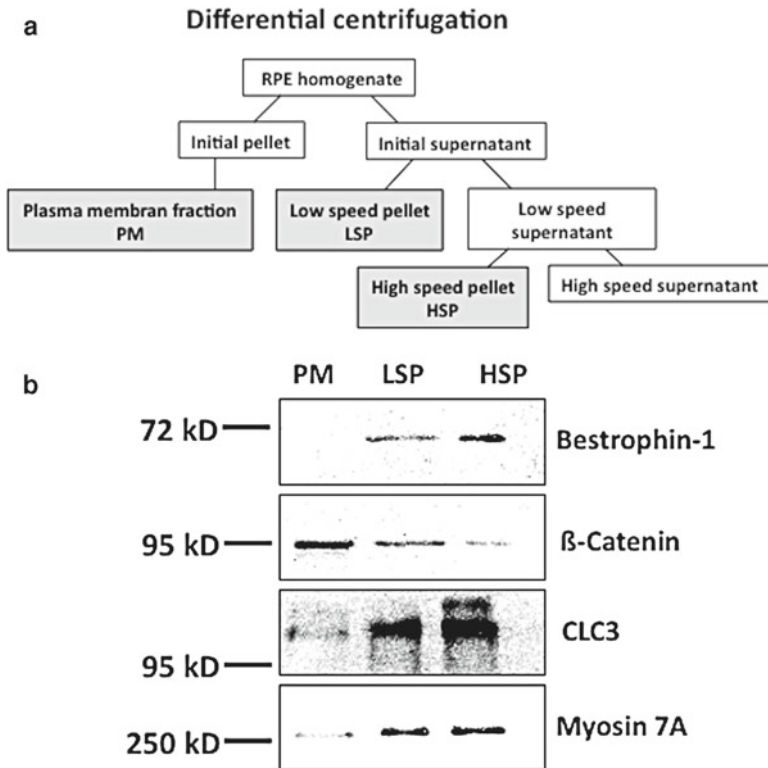 a
Differential centrifugation
RPE homogenate
Initial pellet
Initial supernatant
Plasma membran fraction
PM
Low speed pellet
LSP
Low speed
supernatant
High speed pellet
HSP
High speed supernatant
b
PM LSP HSP
72 kD
Bestrophin-1
95 kD
ß-Catenin
CLC3
95 kD
Myosin 7A
250 kD